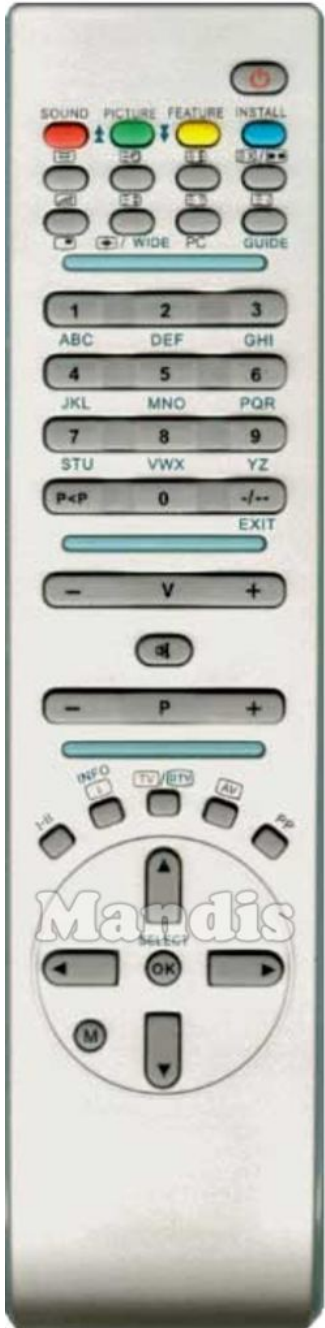 SOUND PICTURE FEATURE INSTALL
WIDE PC GUIDE
1 2 3
ABC DEF GHI
4 5 6
JKL MNO PQR
7 8 9
STU VWX YZ
P<P 0 -/--
EXIT
- V +
- P +
INFO TV/DTV AV
i
I-II PP
Mandis
SELECT
OK
M